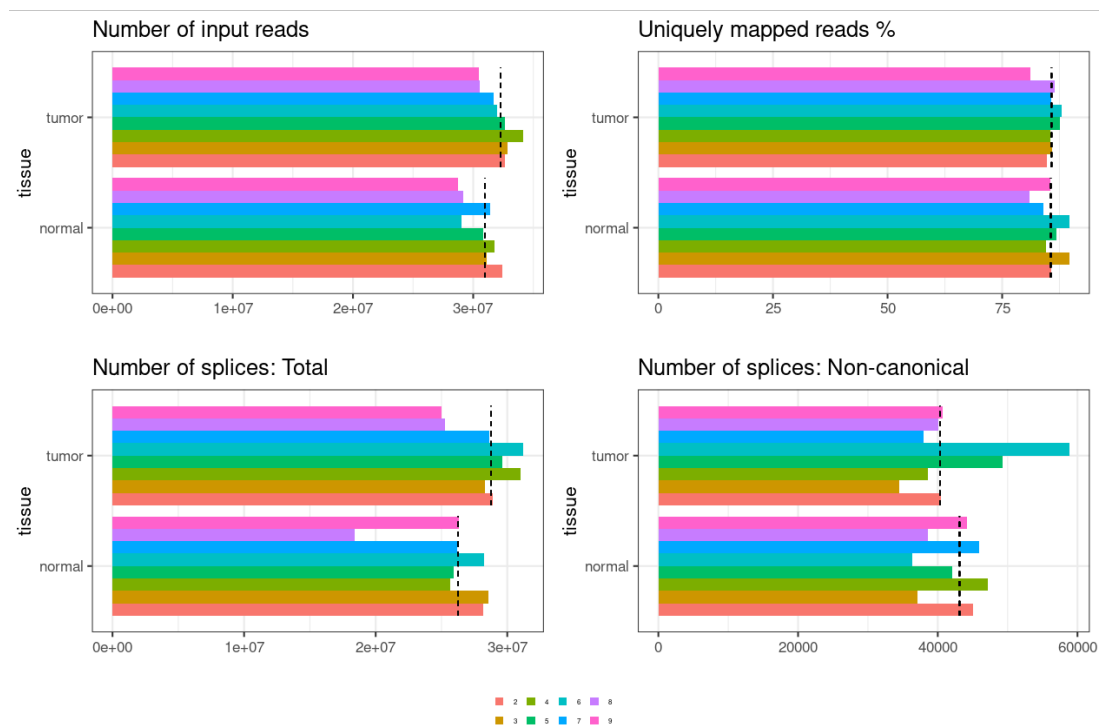 Number of input reads
tissue
tumor
normal
0e+00 1e+07 2e+07 3e+07
Uniquely mapped reads %
tissue
tumor
normal
0 25 50 75
Number of splices: Total
tissue
tumor
normal
0e+00 1e+07 2e+07 3e+07
Number of splices: Non-canonical
tissue
tumor
normal
0 20000 40000 60000
2 4 6 8
3 5 7 9